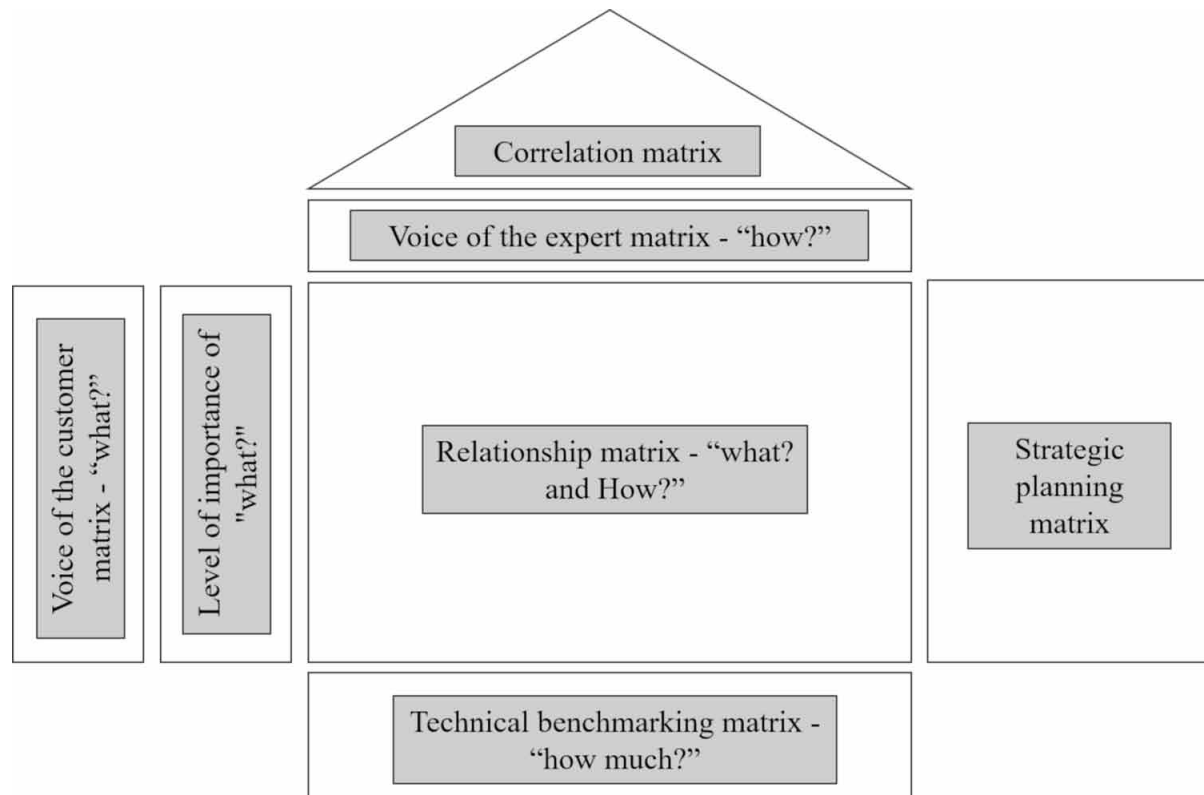 Correlation matrix
Voice of the expert matrix - “how?”
Voice of the customer
matrix - “what?”
Level of importance of
"what?"
Relationship matrix - “what?
and How?”
Strategic
planning
matrix
Technical benchmarking matrix -
“how much?”